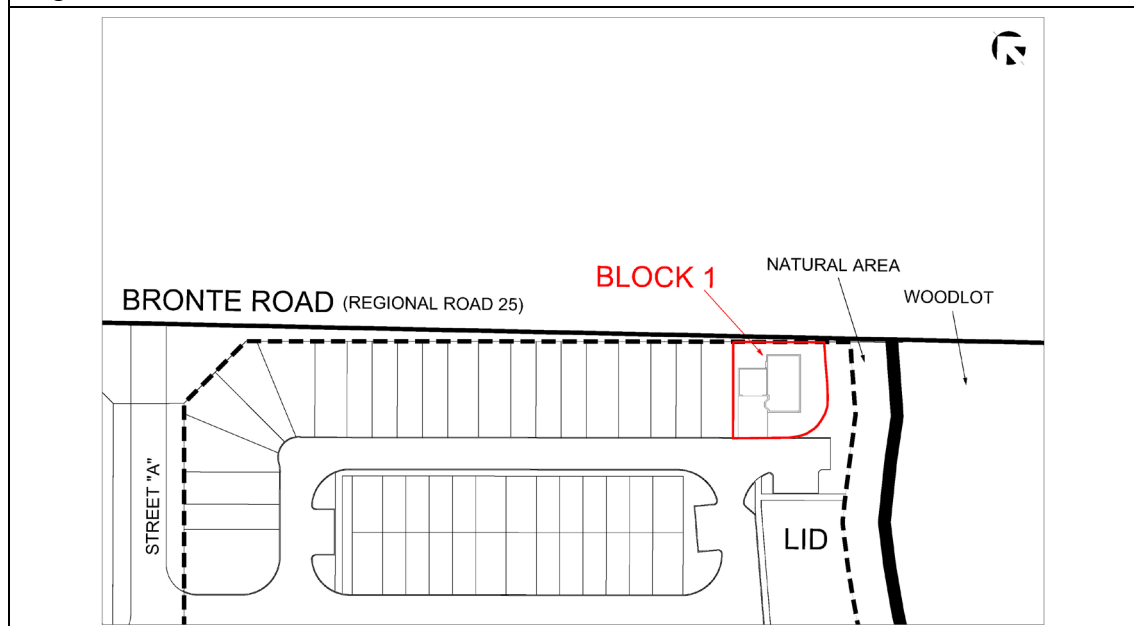 BLOCK 1
NATURAL AREA
WOODLOT
BRONTE ROAD (REGIONAL ROAD 25)
STREET "A"
LID